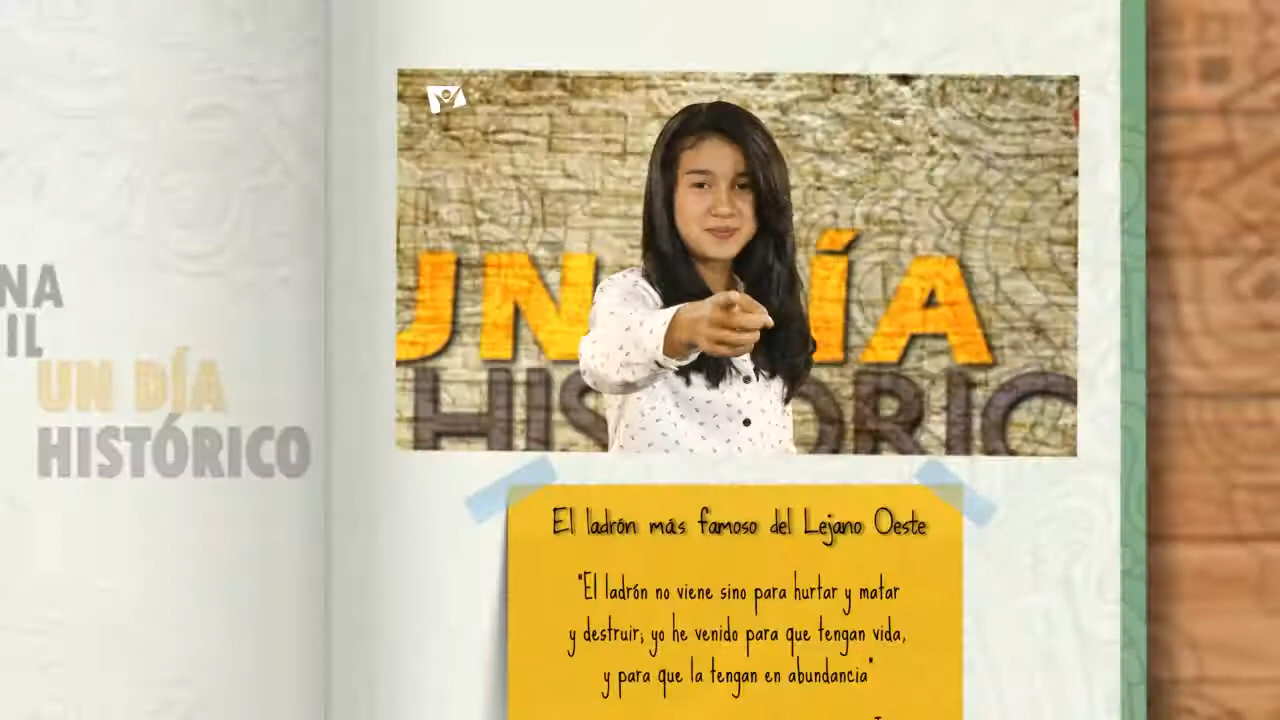 NA
IL
UN DÍA
HISTÓRICO
UN DÍA
HISTÓRICO
El ladrón más famoso del Lejano Oeste
"El ladrón no viene sino para hurtar y matar
y destruir; yo he venido para que tengan vida,
y para que la tengan en abundancia"